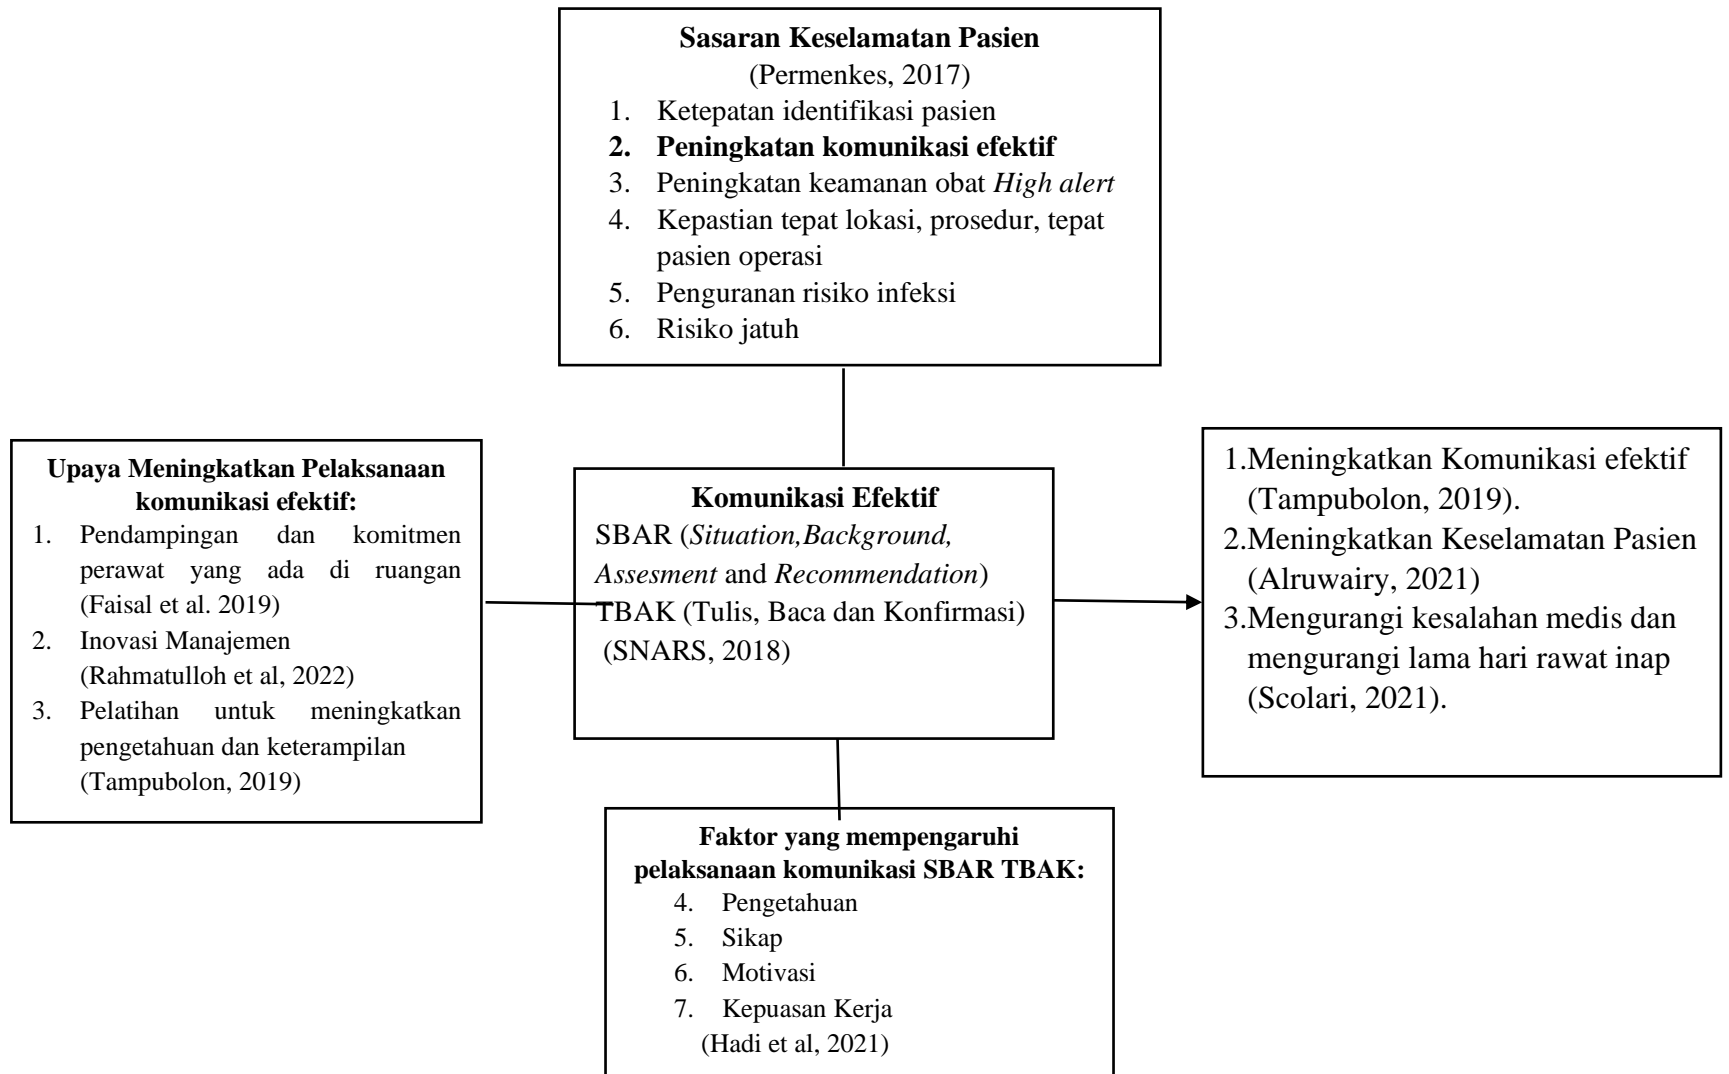 Sasaran Keselamatan Pasien
(Permenkes, 2017)
1. Ketepatan identifikasi pasien
2. Peningkatan komunikasi efektif
3. Peningkatan keamanan obat High alert
4. Kepastian tepat lokasi, prosedur, tepat
pasien operasi
5. Penguranan risiko infeksi
6. Risiko jatuh
Upaya Meningkatkan Pelaksanaan
komunikasi efektif:
1. Pendampingan dan komitmen
perawat yang ada di ruangan
(Faisal et al. 2019)
2. Inovasi Manajemen
(Rahmatulloh et al, 2022)
3. Pelatihan untuk meningkatkan
pengetahuan dan keterampilan
(Tampubolon, 2019)
Komunikasi Efektif
SBAR (Situation,Background,
Assesment and Recommendation)
TBAK (Tulis, Baca dan Konfirmasi)
(SNARS, 2018)
1.Meningkatkan Komunikasi efektif
(Tampubolon, 2019).
2.Meningkatkan Keselamatan Pasien
(Alruwairy, 2021)
3.Mengurangi kesalahan medis dan
mengurangi lama hari rawat inap
(Scolari, 2021).
Faktor yang mempengaruhi
pelaksanaan komunikasi SBAR TBAK:
4. Pengetahuan
5. Sikap
6. Motivasi
7. Kepuasan Kerja
(Hadi et al, 2021)